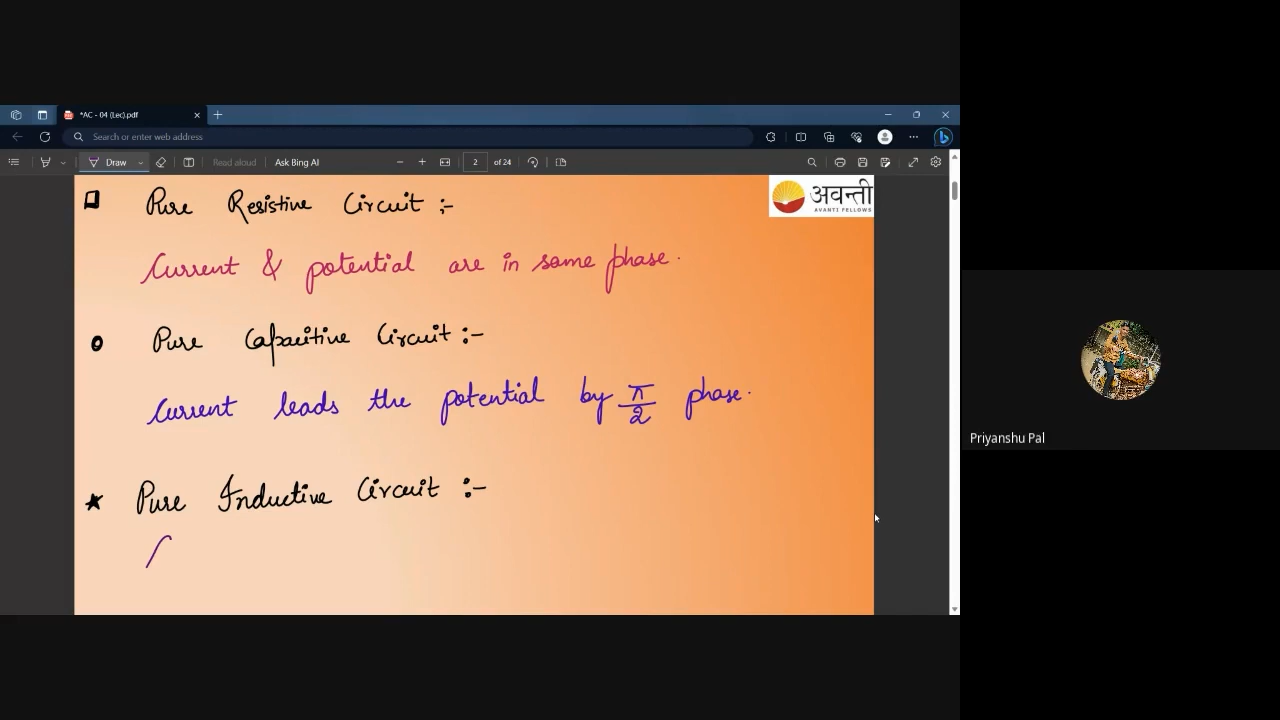 *AC - 04 (Lec).pdf
Search or enter web address
Draw
Read aloud
Ask Bing AI
2
of 24
Pure Resistive Circuit :-
अवन्ती
AVANTI FELLOWS
Current & potential are in same phase.
Pure Capacitive Circuit :-
Current leads the potential by π/2 phase.
Pure Inductive Circuit :-
Priyanshu Pal